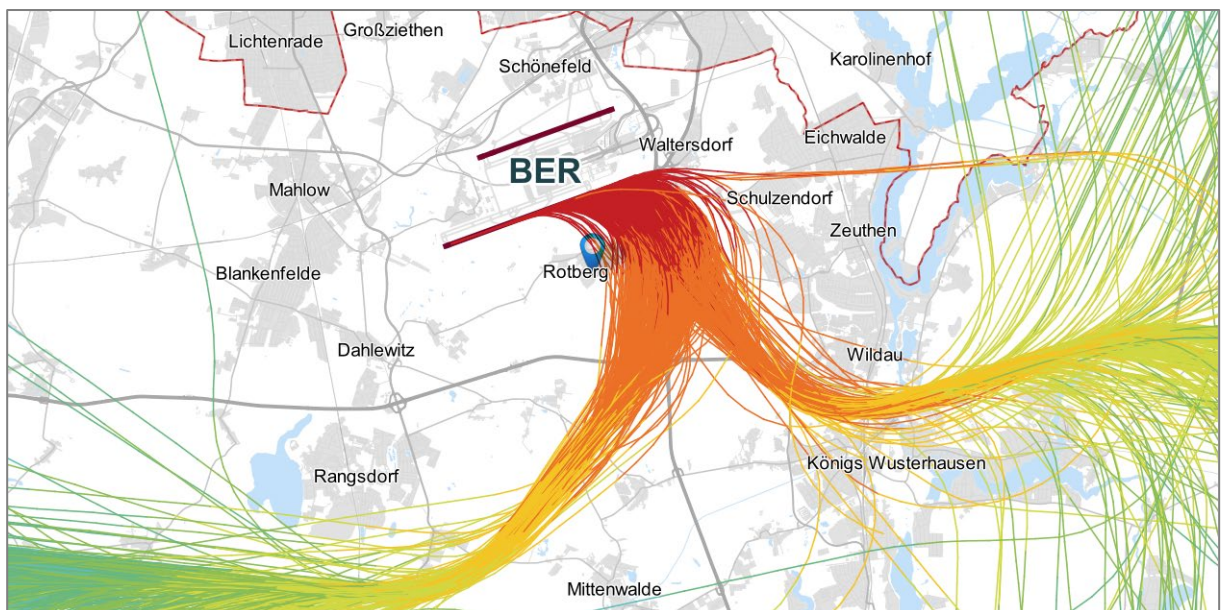 Lichtenrade
Großziethen
Schönefeld
Karolinenhof
Waltersdorf
Eichwalde
BER
Mahlow
Schulzendorf
Zeuthen
Blankenfelde
Rotberg
Dahlewitz
Wildau
Rangsdorf
Königs Wusterhausen
Mittenwalde